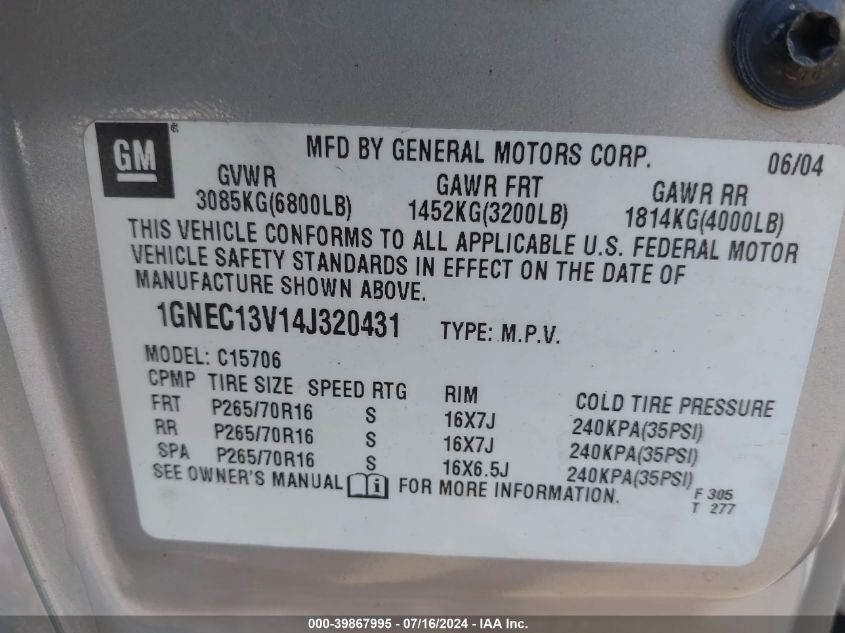 GM®
MFD BY GENERAL MOTORS CORP. 06/04
GVWR GAWR FRT GAWR RR
3085KG(6800LB) 1452KG(3200LB) 1814KG(4000LB)
THIS VEHICLE CONFORMS TO ALL APPLICABLE U.S. FEDERAL MOTOR
VEHICLE SAFETY STANDARDS IN EFFECT ON THE DATE OF
MANUFACTURE SHOWN ABOVE.
1GNEC13V14J320431 TYPE: M.P.V.
MODEL: C15706
CPMP TIRE SIZE SPEED RTG RIM COLD TIRE PRESSURE
FRT P265/70R16 S 16X7J 240KPA(35PSI)
RR P265/70R16 S 16X7J 240KPA(35PSI)
SPA P265/70R16 S 16X6.5J 240KPA(35PSI)
SEE OWNER'S MANUAL i FOR MORE INFORMATION.
F 305
T 277
000-39867995 - 07/16/2024 - IAA Inc.